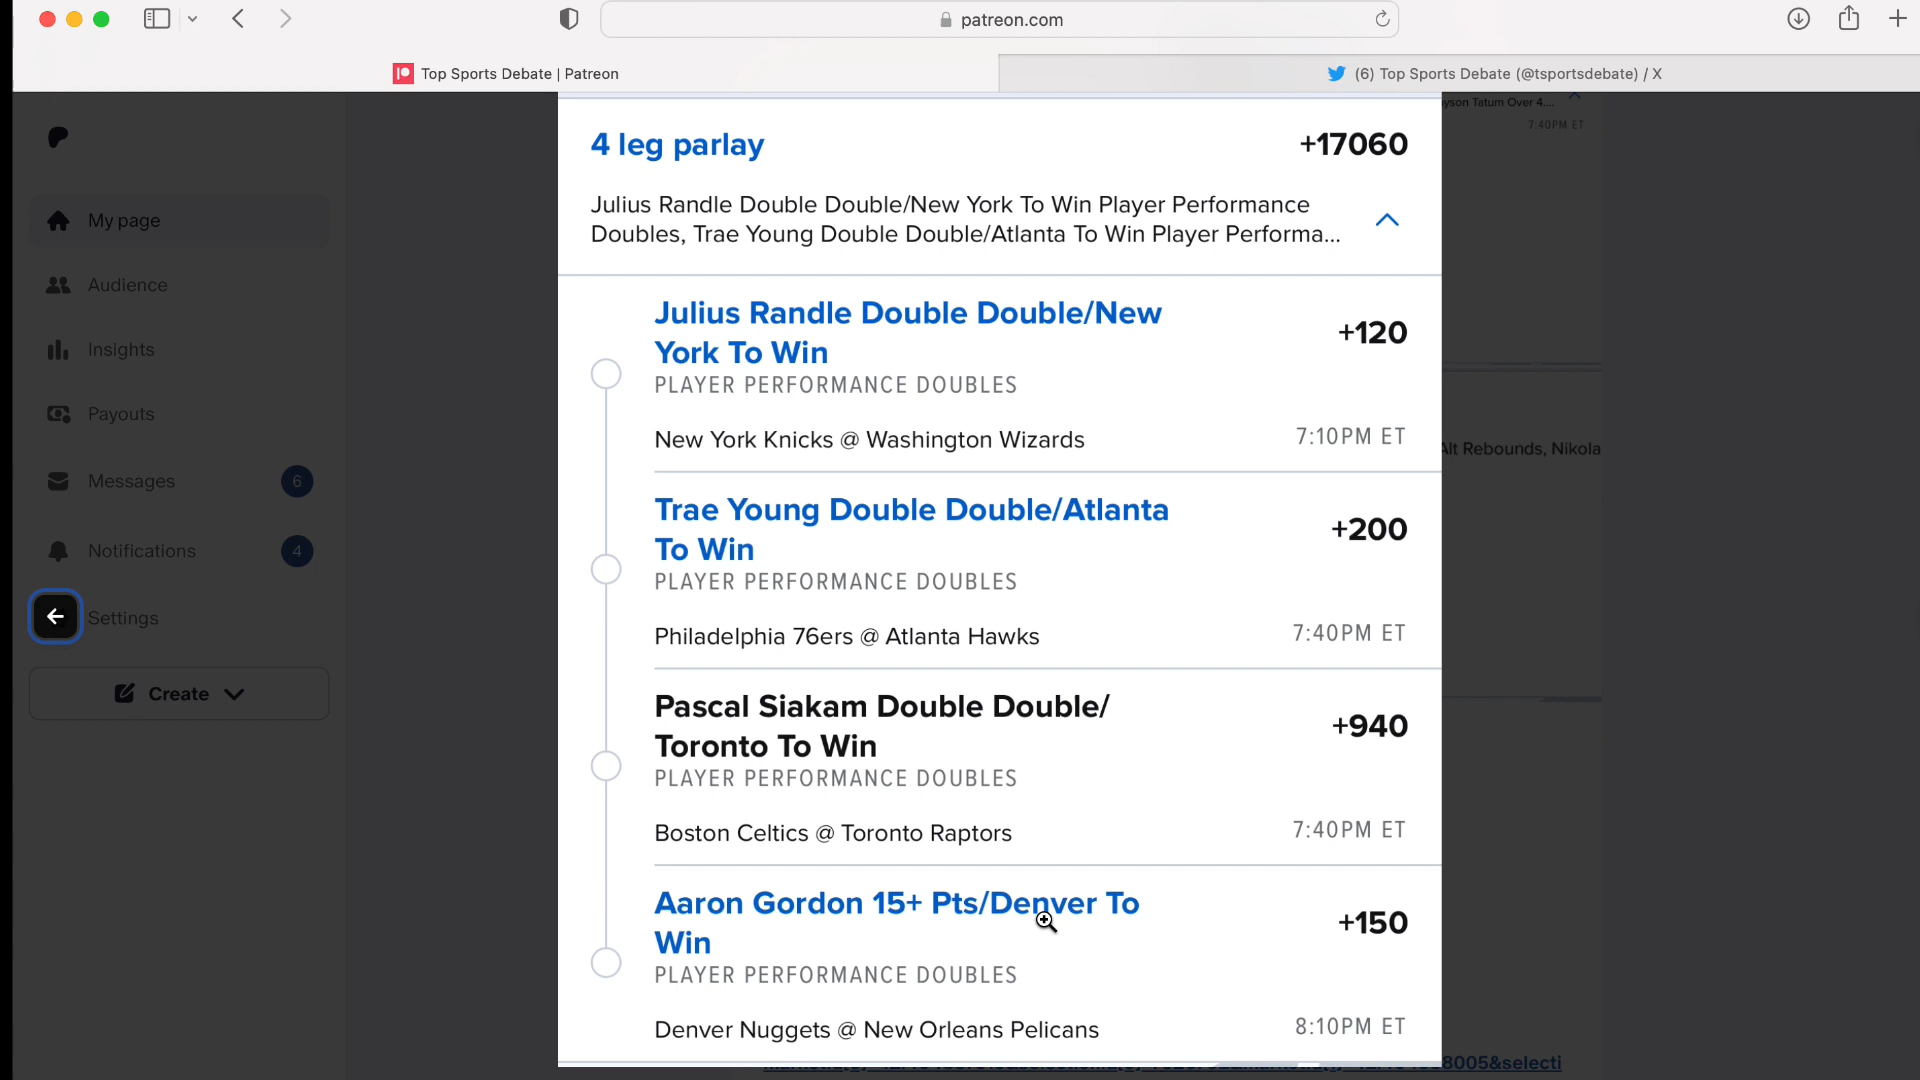 patreon.com
Top Sports Debate | Patreon
(6) Top Sports Debate (@tsportsdebate) / X
yson Tatum Over 4....
7:40PM ET
4 leg parlay
+17060
Julius Randle Double Double/New York To Win Player Performance
Doubles, Trae Young Double Double/Atlanta To Win Player Performa...
My page
Audience
Insights
Payouts
Messages
6
Notifications
4
Settings
Create
Julius Randle Double Double/New
York To Win
+120
PLAYER PERFORMANCE DOUBLES
New York Knicks @ Washington Wizards
7:10PM ET
Alt Rebounds, Nikola
Trae Young Double Double/Atlanta
To Win
+200
PLAYER PERFORMANCE DOUBLES
Philadelphia 76ers @ Atlanta Hawks
7:40PM ET
Pascal Siakam Double Double/
Toronto To Win
+940
PLAYER PERFORMANCE DOUBLES
Boston Celtics @ Toronto Raptors
7:40PM ET
Aaron Gordon 15+ Pts/Denver To
Win
+150
PLAYER PERFORMANCE DOUBLES
Denver Nuggets @ New Orleans Pelicans
8:10PM ET
8005&selecti